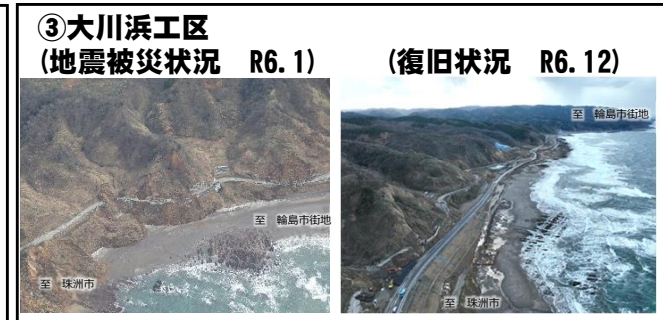 ③大川浜工区
(地震被災状況　R6.1)
(復旧状況　R6.12)
至　輪島市街地
至　珠洲市
至　輪島市街地
至　珠洲市